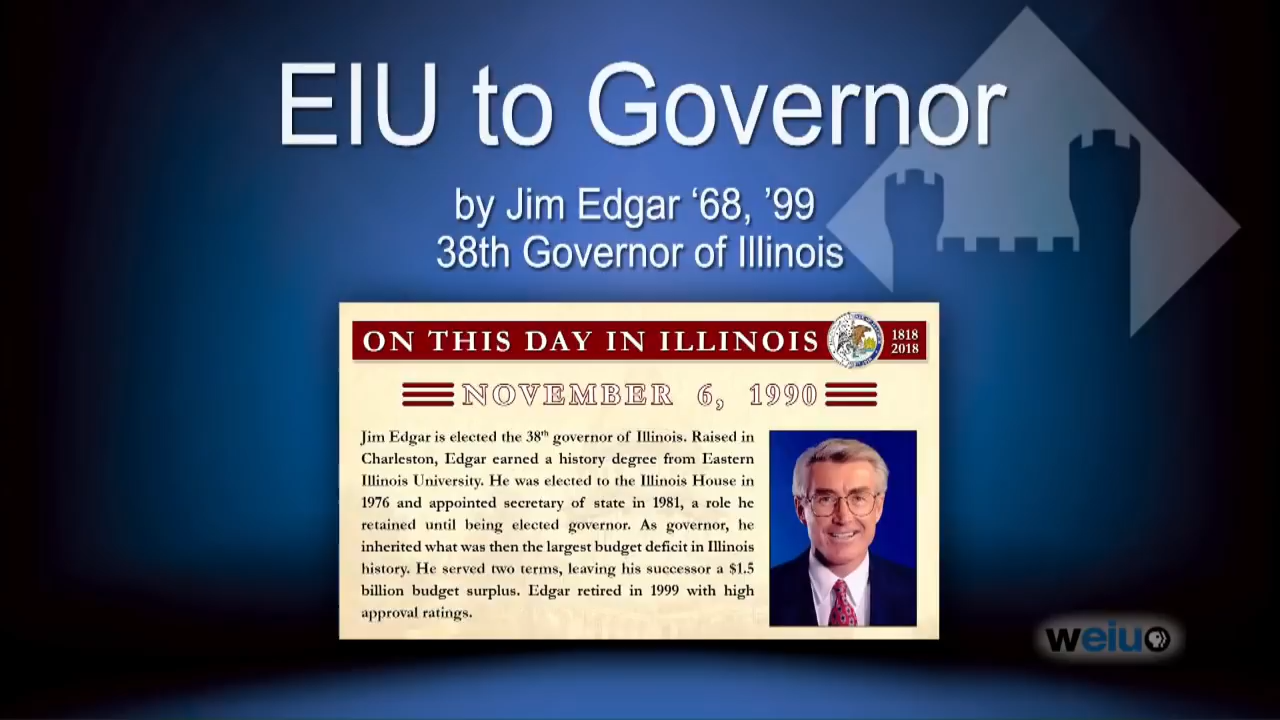 EIU to Governor
by Jim Edgar ‘68, ’99
38th Governor of Illinois
ON THIS DAY IN ILLINOIS
1818
2018
NOVEMBER 6, 1990
Jim Edgar is elected the 38th governor of Illinois. Raised in
Charleston, Edgar earned a history degree from Eastern
Illinois University. He was elected to the Illinois House in
1976 and appointed secretary of state in 1981, a role he
retained until being elected governor. As governor, he
inherited what was then the largest budget deficit in Illinois
history. He served two terms, leaving his successor a $1.5
billion budget surplus. Edgar retired in 1999 with high
approval ratings.
weiu